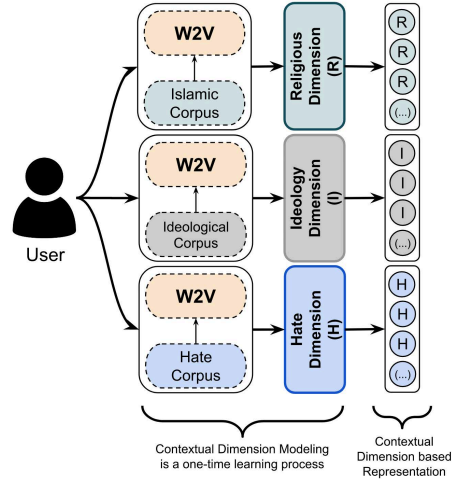 W2V
Islamic
Corpus
Religious
Dimension
(R)
R
R
R
(...)
User
W2V
Ideological
Corpus
Ideology
Dimension
(I)
I
I
I
(...)
W2V
Hate
Corpus
Hate
Dimension
(H)
H
H
H
(...)
Contextual Dimension Modeling
is a one-time learning process
Contextual
Dimension based
Representation